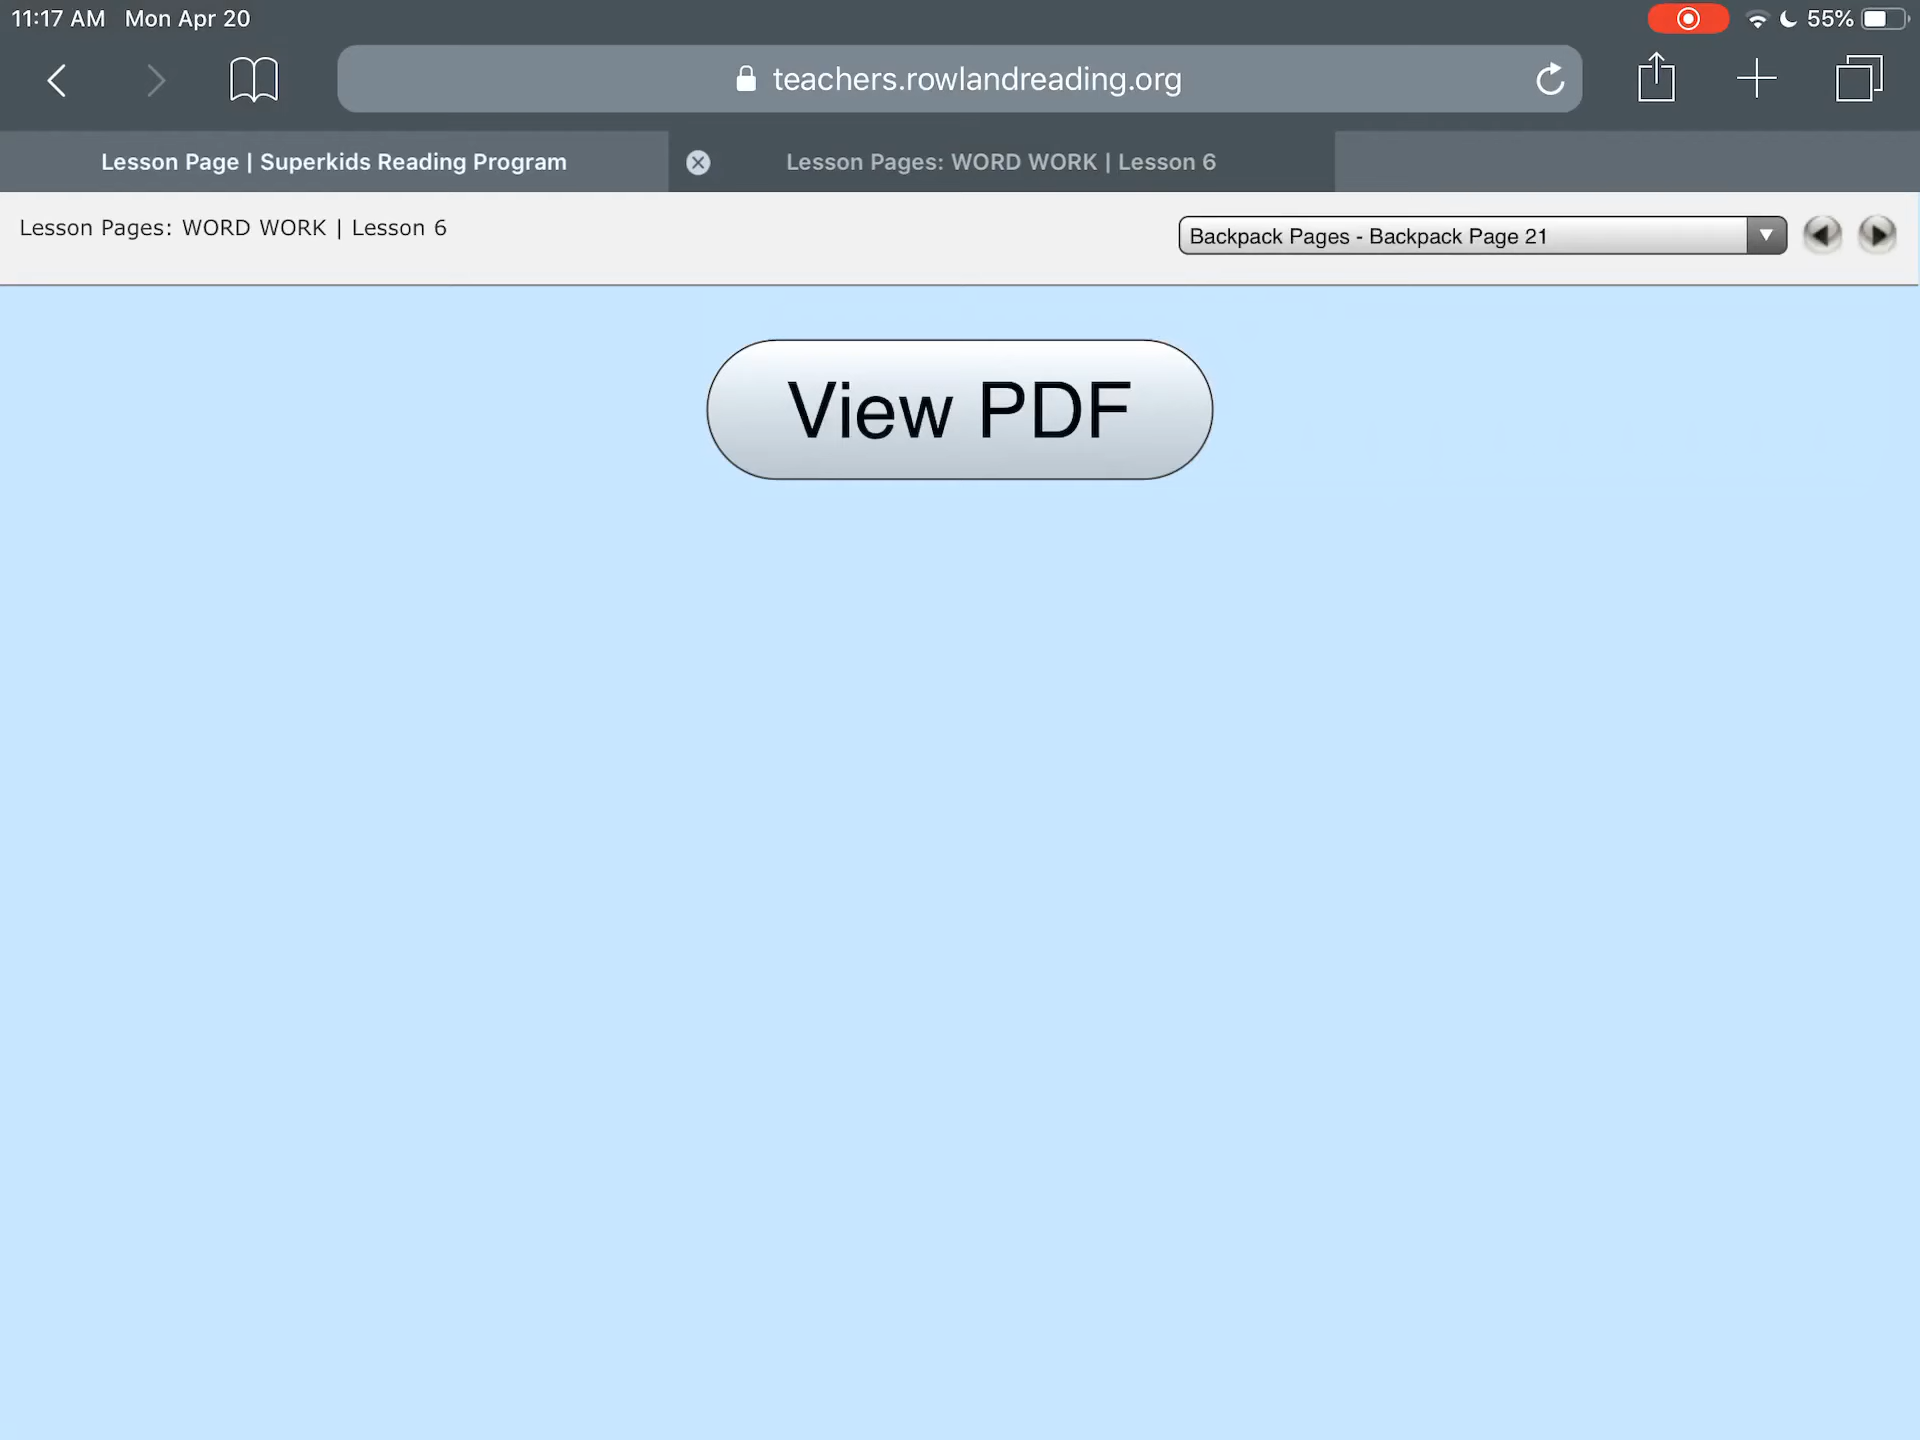 11:17 AM Mon Apr 20
55%
teachers.rowlandreading.org
Lesson Page | Superkids Reading Program
Lesson Pages: WORD WORK | Lesson 6
Lesson Pages: WORD WORK | Lesson 6
Backpack Pages - Backpack Page 21
View PDF